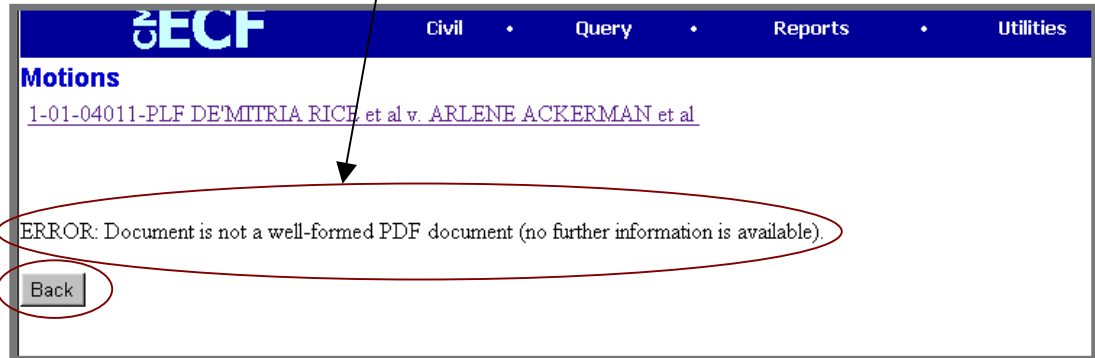 CM ECF Civil • Query • Reports • Utilities
Motions
1-01-04011-PLF DE'MITRIA RICE et al v. ARLENE ACKERMAN et al
ERROR: Document is not a well-formed PDF document (no further information is available).
Back